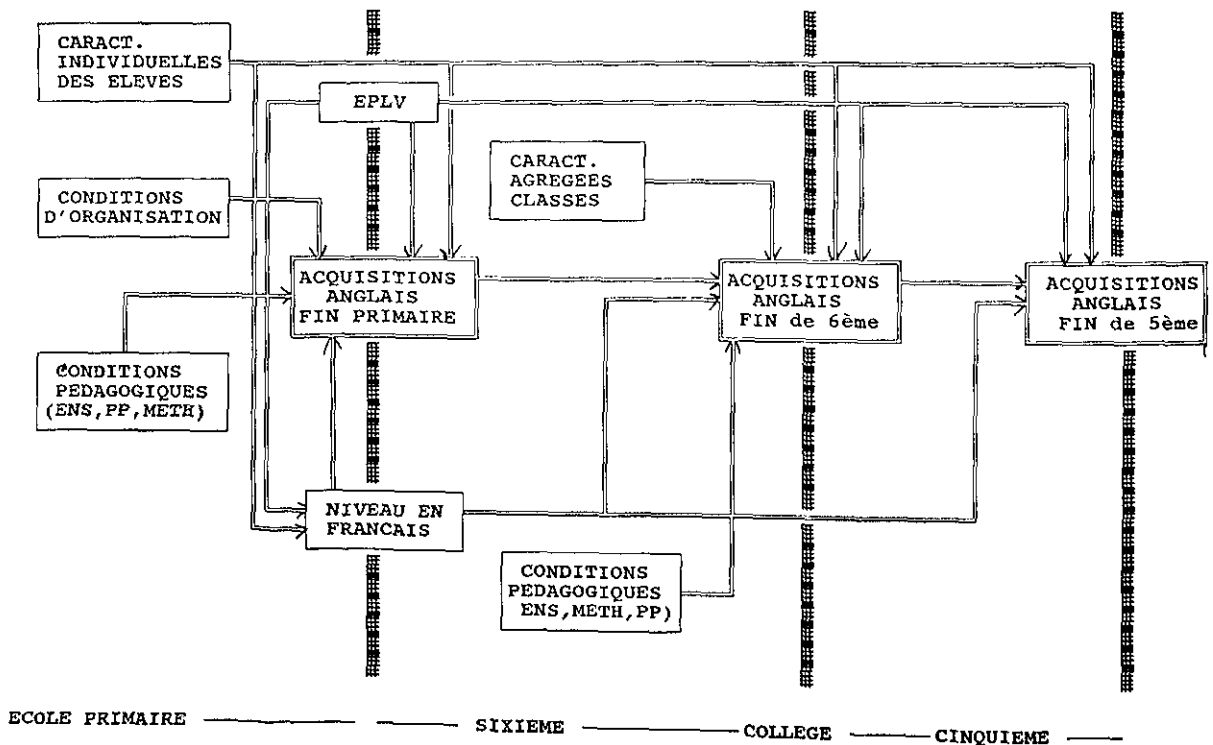 CARACT.
INDIVIDUELLES
DES ELEVES
EPLV
CARACT.
AGREGEES
CLASSES
CONDITIONS
D'ORGANISATION
ACQUISITIONS
ANGLAIS
FIN PRIMAIRE
ACQUISITIONS
ANGLAIS
FIN de 6ème
ACQUISITIONS
ANGLAIS
FIN de 5ème
CONDITIONS
PEDAGOGIQUES
(ENS,PP,METH)
NIVEAU EN
FRANCAIS
CONDITIONS
PEDAGOGIQUES
ENS,METH,PP)
ECOLE PRIMAIRE SIXIEME COLLEGE CINQUIEME